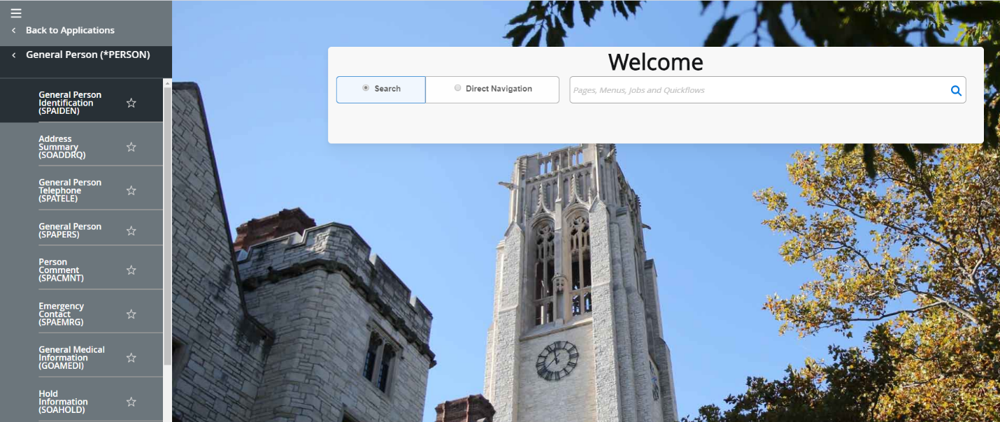 Back to Applications
General Person (*PERSON)
General Person
Identification
(SPAIDEN)
Address
Summary
(SOADDRQ)
General Person
Telephone
(SPATELE)
General Person
(SPAPERS)
Person
Comment
(SPACMNT)
Emergency
Contact
(SPAEMRG)
General Medical
Information
(GOAMEDI)
Hold
Information
(SOAHOLD)
Welcome
Search
Direct Navigation
Pages, Menus, Jobs and Quickflows